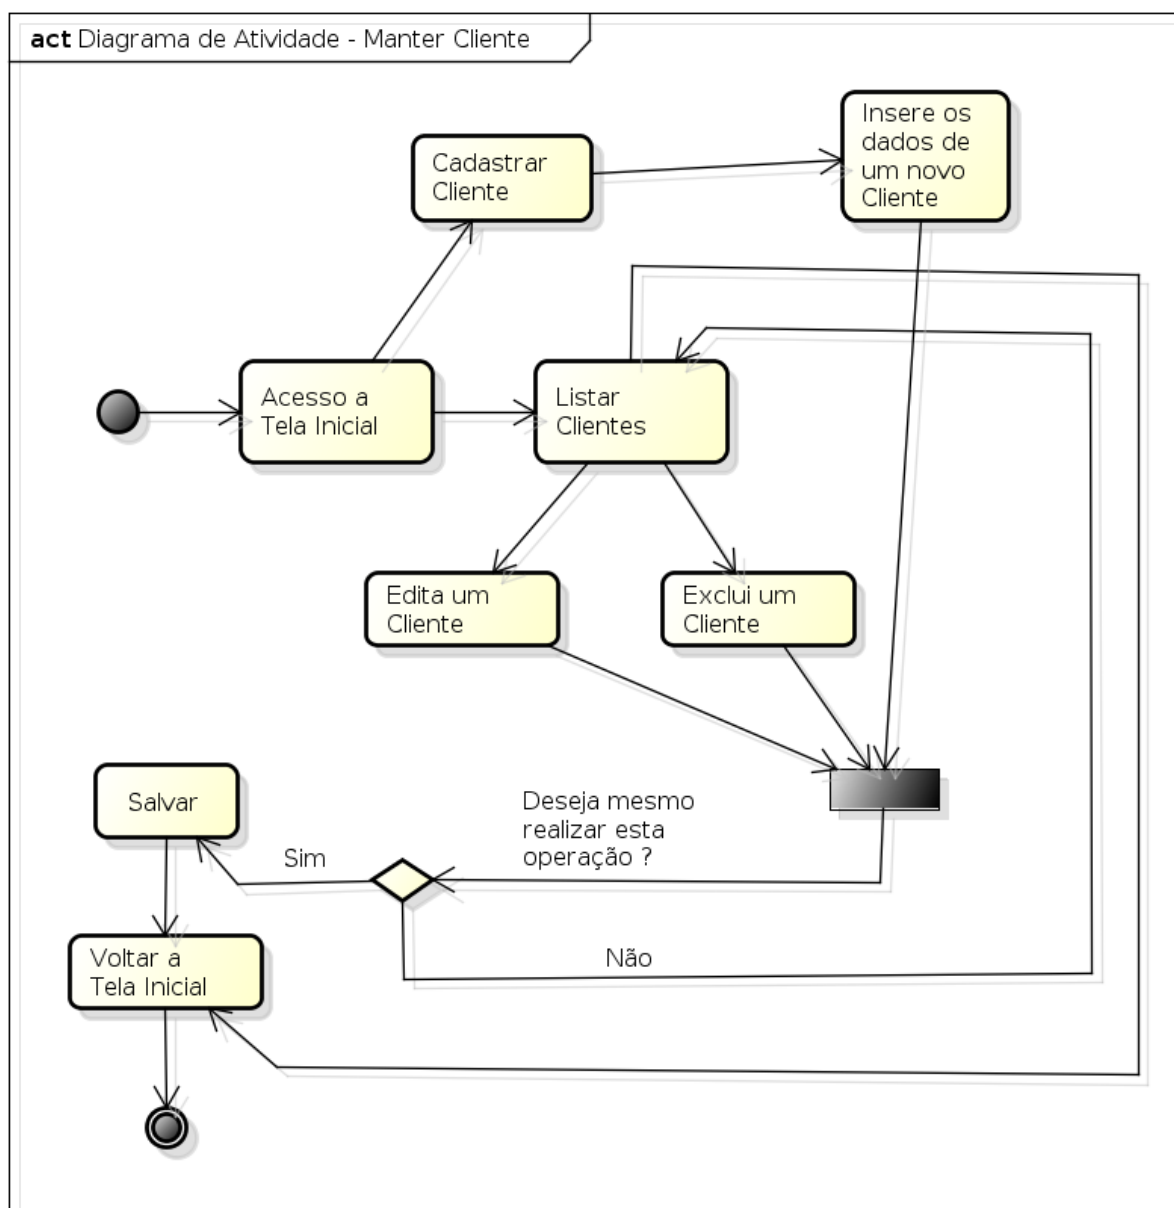 act Diagrama de Atividade - Manter Cliente
Insere os
dados de
um novo
Cliente
Cadastrar
Cliente
Acesso a
Tela Inicial
Listar
Clientes
Edita um
Cliente
Exclui um
Cliente
Salvar
Deseja mesmo
realizar esta
operação ?
Sim
Não
Voltar a
Tela Inicial